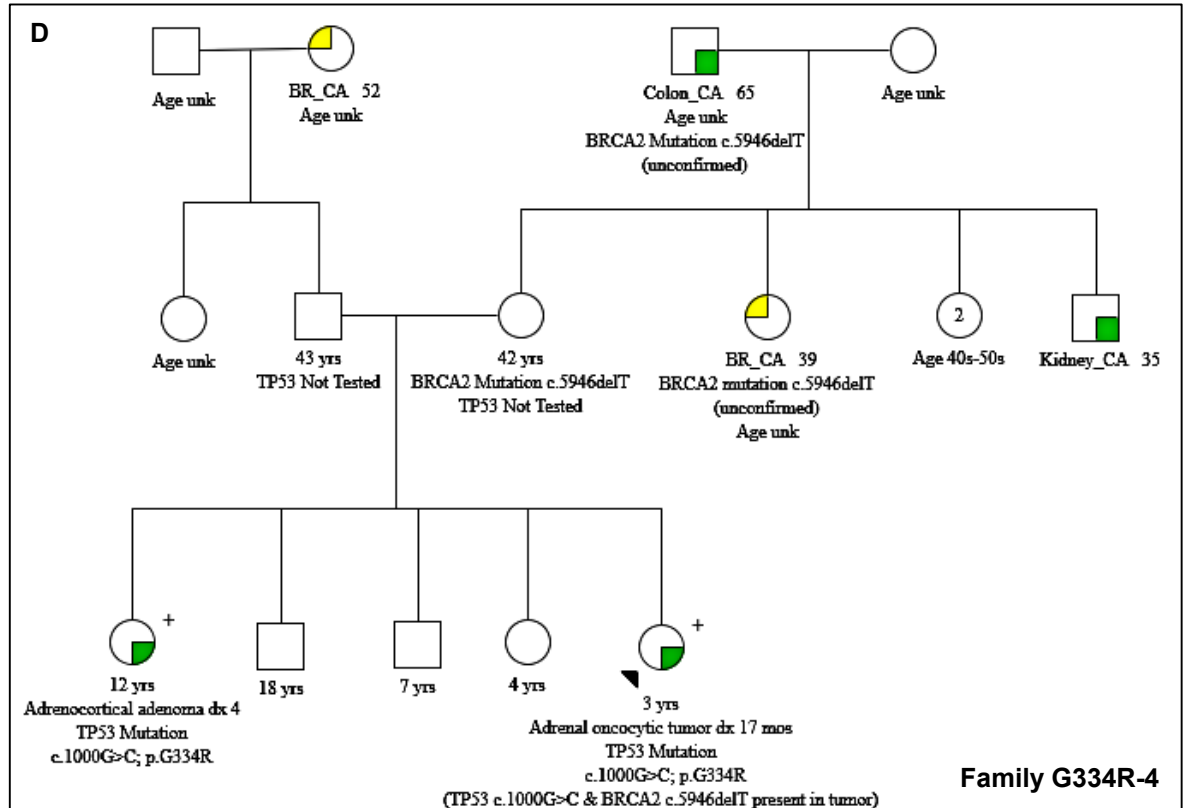 D
Age unk
BR_CA 52
Age unk
Colon_CA 65
Age unk
BRCA2 Mutation c.5946delT
(unconfirmed)
Age unk
Age unk
43 yrs
TP53 Not Tested
42 yrs
BRCA2 Mutation c.5946delT
TP53 Not Tested
BR_CA 39
BRCA2 mutation c.5946delT
(unconfirmed)
Age unk
2
Age 40s-50s
Kidney_CA 35
+
12 yrs
Adrenocortical adenoma dx 4
TP53 Mutation
c.1000G>C; p.G334R
18 yrs
7 yrs
4 yrs
+
3 yrs
Adrenal oncocytic tumor dx 17 mos
TP53 Mutation
c.1000G>C; p.G334R
(TP53 c.1000G>C & BRCA2 c.5946delT present in tumor)
Family G334R-4